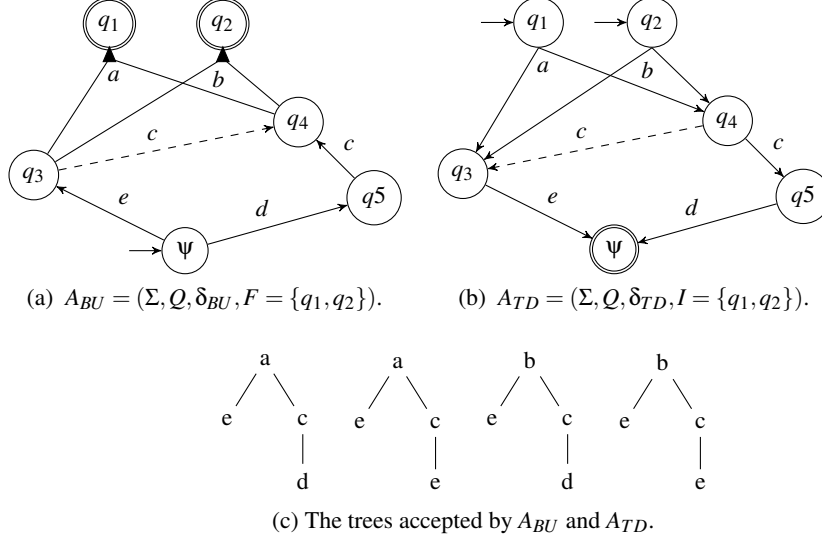 q1 q2 q1 q2
a b a b
c q4 c q4
q3 c q3 c
e d q5 e d q5
ψ ψ
(a) A_BU = (Σ, Q, δ_BU, F = {q1, q2}). (b) A_TD = (Σ, Q, δ_TD, I = {q1, q2}).
a a b b
e c e c e c e c
d e d e
(c) The trees accepted by A_BU and A_TD.